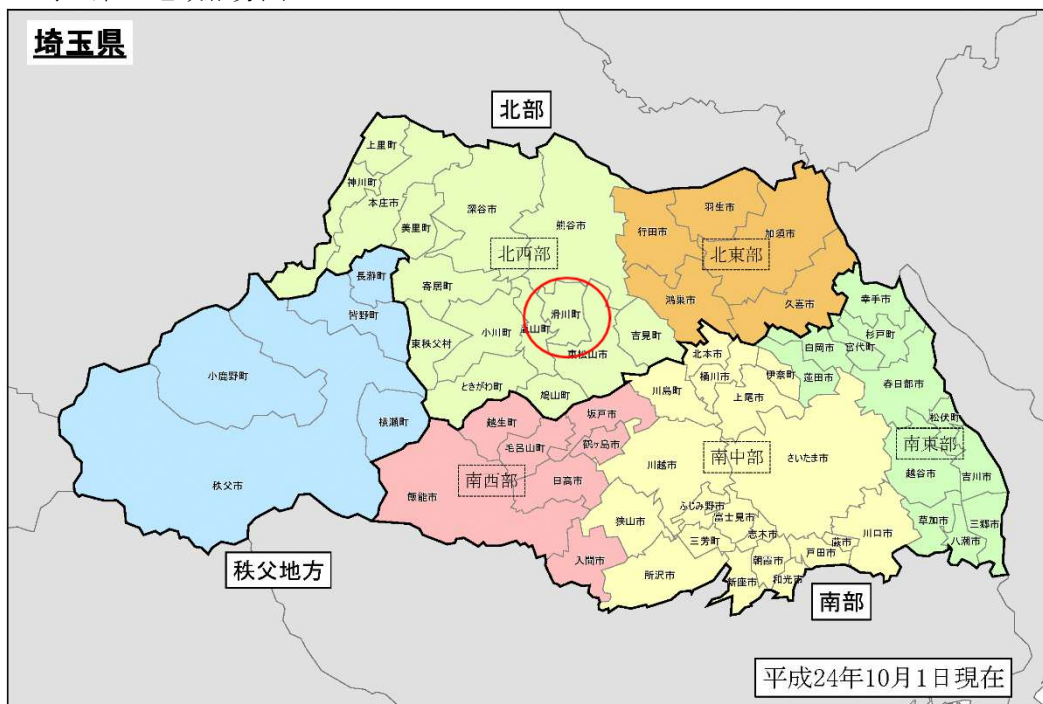 埼玉県
北部
上里町
神川町
本庄市
美里町
深谷市
熊谷市
北西部
寄居町
滑川町
小川町
嵐山町
東松山市
吉見町
東秩父村
ときがわ町
鳩山町
行田市
羽生市
加須市
北東部
鴻巣市
久喜市
長瀞町
皆野町
小鹿野町
横瀬町
秩父市
秩父地方
越生町
毛呂山町
坂戸市
鶴ヶ島市
日高市
南西部
飯能市
入間市
北本市
桶川市
伊奈町
上尾市
川島町
川越市
南中部
さいたま市
ふじみ野市
富士見市
狭山市
三芳町
志木市
所沢市
新座市
朝霞市
和光市
戸田市
蕨市
川口市
南部
幸手市
杉戸町
宮代町
白岡市
蓮田市
春日部市
松伏町
南東部
越谷市
吉川市
草加市
三郷市
八潮市
平成24年10月1日現在